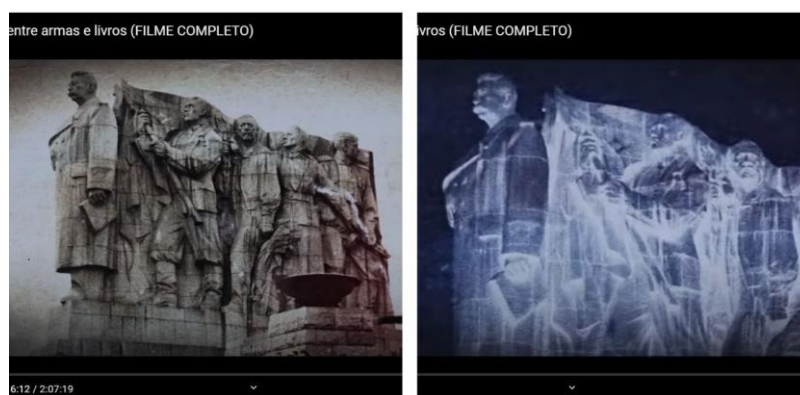 entre armas e livros (FILME COMPLETO)
ivros (FILME COMPLETO)
6:12 / 2:07:19